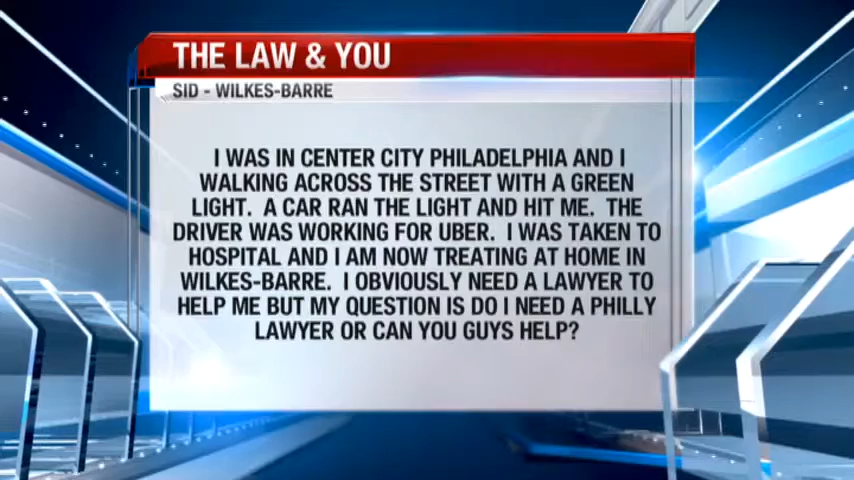 THE LAW & YOU
SID - WILKES-BARRE
I WAS IN CENTER CITY PHILADELPHIA AND I
WALKING ACROSS THE STREET WITH A GREEN
LIGHT. A CAR RAN THE LIGHT AND HIT ME. THE
DRIVER WAS WORKING FOR UBER. I WAS TAKEN TO
HOSPITAL AND I AM NOW TREATING AT HOME IN
WILKES-BARRE. I OBVIOUSLY NEED A LAWYER TO
HELP ME BUT MY QUESTION IS DO I NEED A PHILLY
LAWYER OR CAN YOU GUYS HELP?